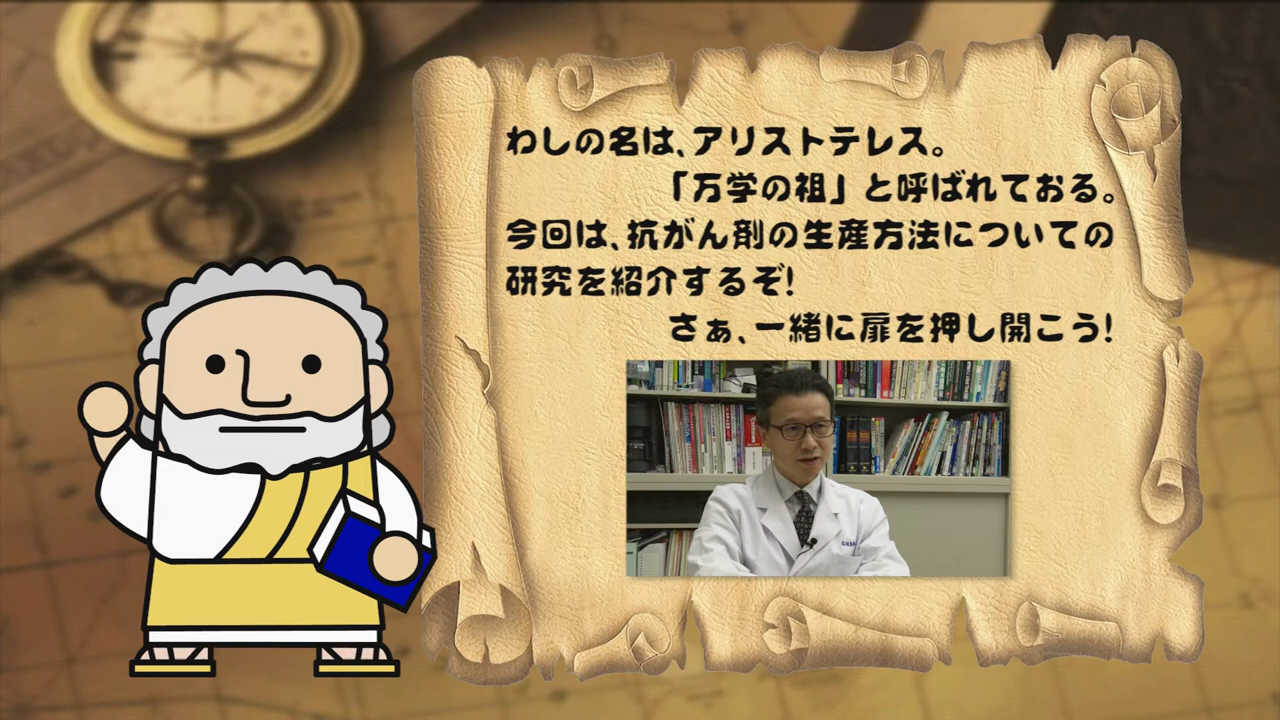 わしの名は、アリストテレス。
「万学の祖」と呼ばれておる。
今回は、抗がん剤の生産方法についての
研究を紹介するぞ!
さぁ、一緒に扉を押し開こう!